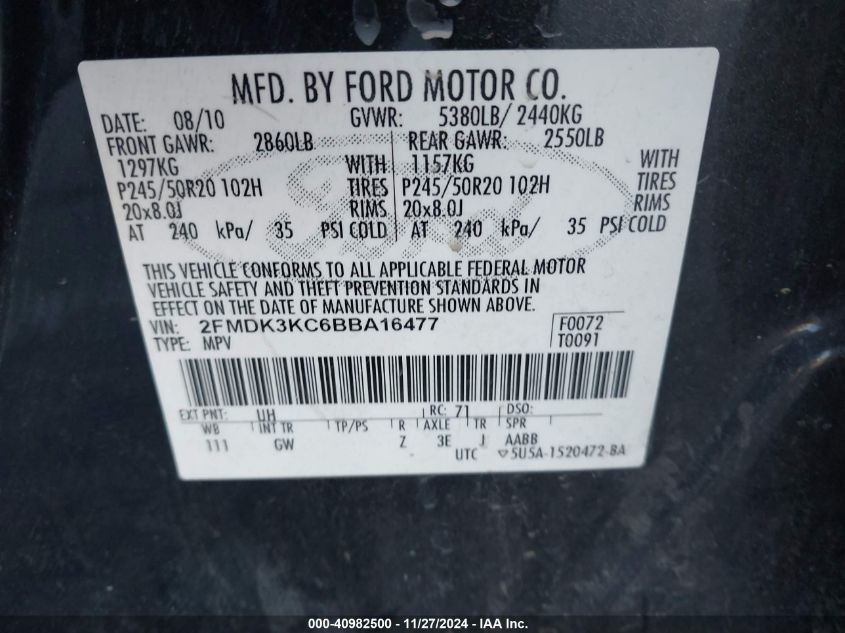 MFD. BY FORD MOTOR CO.
DATE: 08/10 GVWR: 5380LB/ 2440KG
FRONT GAWR: 2860LB REAR GAWR: 2550LB
1297KG WITH 1157KG WITH
P245/50R20 102H TIRES P245/50R20 102H TIRES
20x8.0J RIMS 20x8.0J RIMS
AT 240 kPa/ 35 PSI COLD AT 240 kPa/ 35 PSI COLD
Ford
THIS VEHICLE CONFORMS TO ALL APPLICABLE FEDERAL MOTOR
VEHICLE SAFETY AND THEFT PREVENTION STANDARDS IN
EFFECT ON THE DATE OF MANUFACTURE SHOWN ABOVE.
VIN: 2FMDK3KC6BBA16477 F0072
TYPE: MPV T0091
EXT PNT: UH RC: 71 DSO:
WB INT TR TP/PS R AXLE TR SPR
111 GW Z 3E J AABB
UTC ▽5U5A-1520472-BA
000-40982500 - 11/27/2024 - IAA Inc.